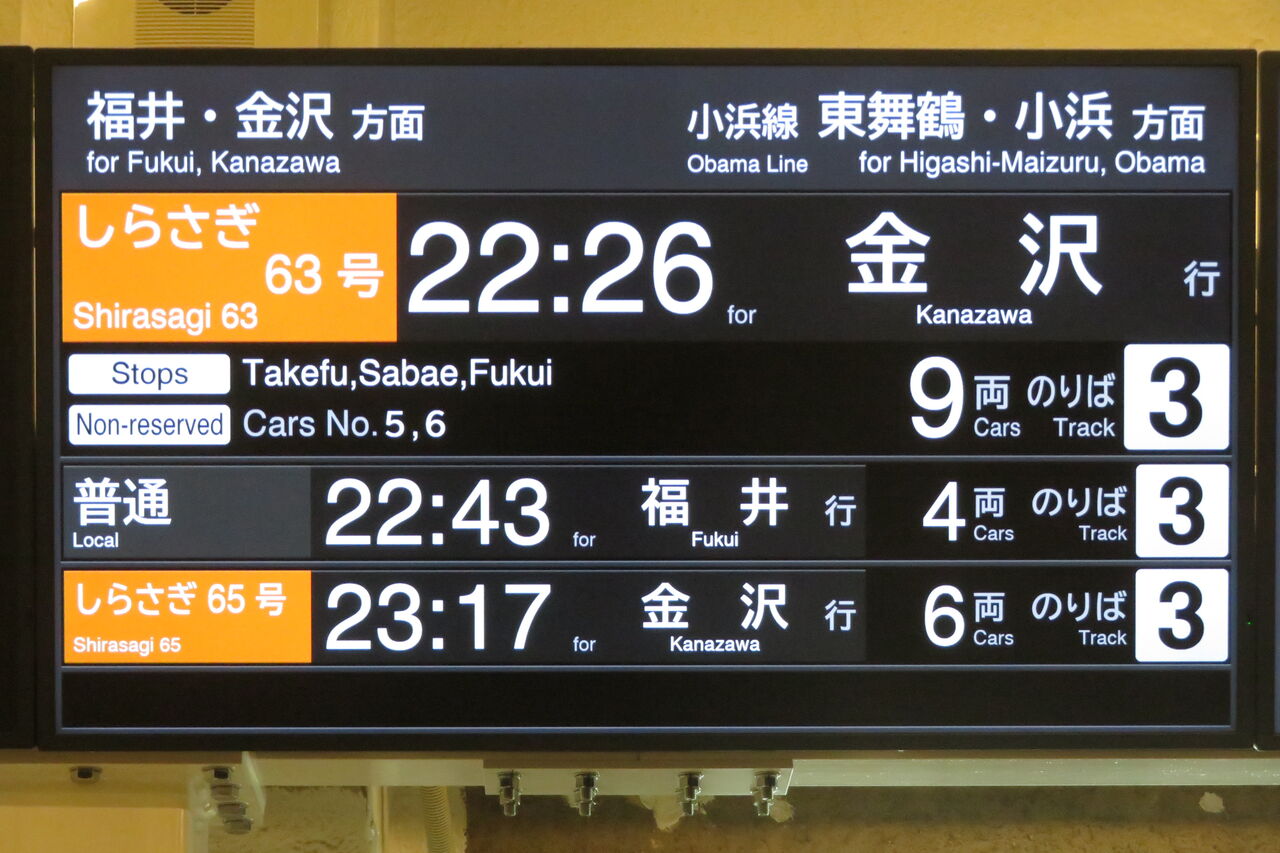 福井・金沢 方面 小浜線 東舞鶴・小浜 方面
for Fukui, Kanazawa Obama Line for Higashi-Maizuru, Obama
しらさぎ 63 号 22:26 金沢 行
Shirasagi 63 for Kanazawa
Stops Takefu,Sabae,Fukui
Non-reserved Cars No. 5,6
9 両 のりば 3
Cars Track
普通 22:43 福井 行 4 両 のりば 3
Local for Fukui Cars Track
しらさぎ 65 号 23:17 金沢 行 6 両 のりば 3
Shirasagi 65 for Kanazawa Cars Track